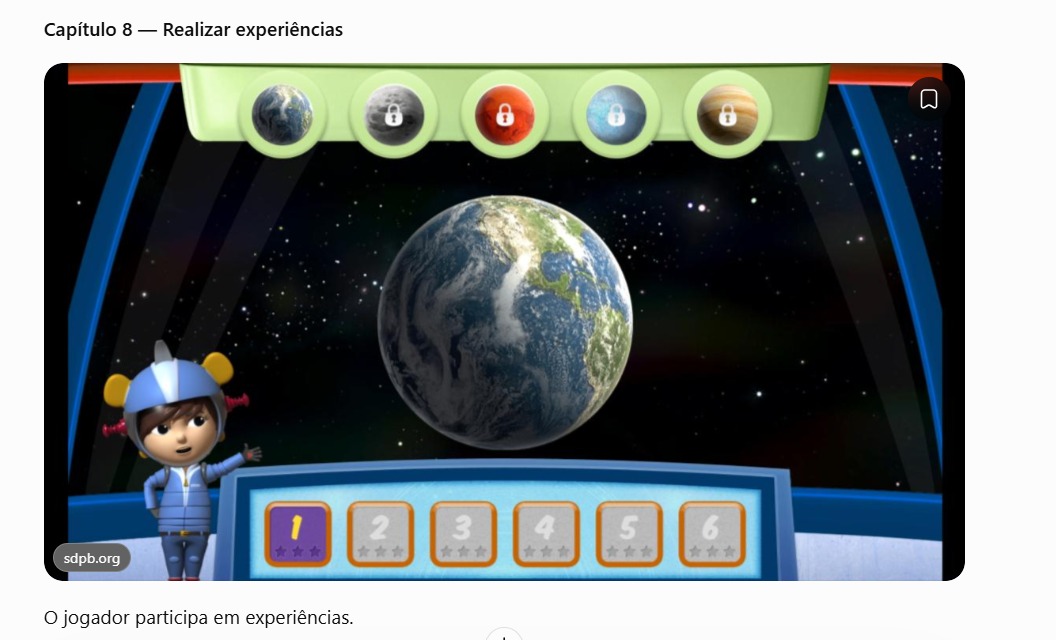 Capítulo 8 — Realizar experiências
1
2
3
4
5
6
sdpb.org
O jogador participa em experiências.